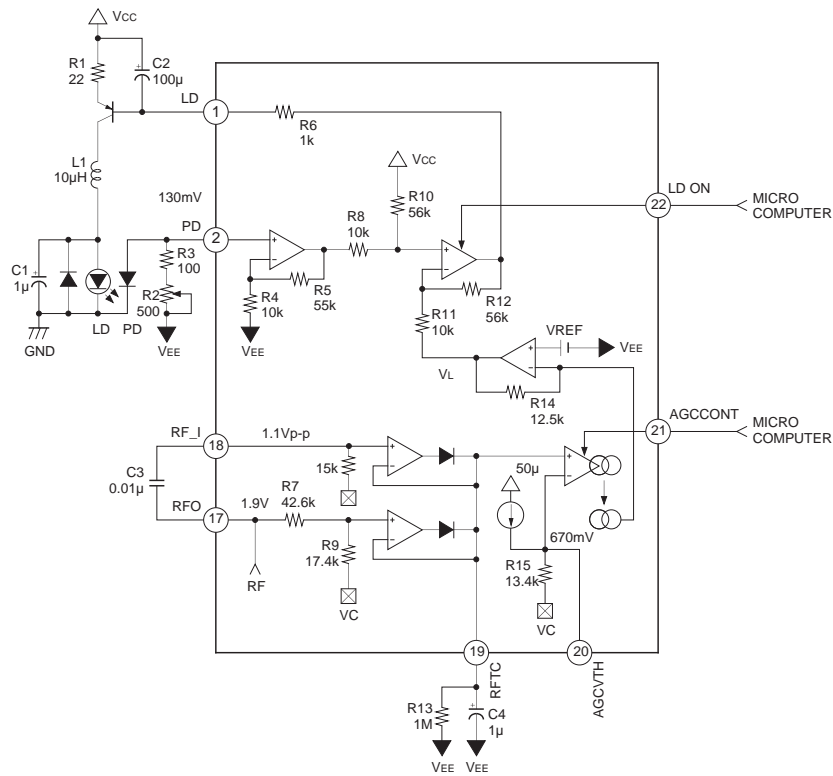 VCC
R1
22
C2
100µ
LD
1
R6
1k
L1
10µH
VCC
R10
56k
LD ON
22
MICRO
COMPUTER
130mV
PD
2
R8
10k
R3
100
R2
500
C1
1µ
R4
10k
R5
55k
R12
56k
R11
10k
VREF
VEE
GND
LD
PD
VEE
VEE
VL
R14
12.5k
RF_I
18
1.1Vp-p
21
AGCCONT
MICRO
COMPUTER
C3
0.01µ
15k
50µ
R7
42.6k
1.9V
RFO
17
R9
17.4k
670mV
R15
13.4k
RF
VC
VC
19
RFTC
20
AGCVTH
R13
1M
C4
1µ
VEE
VEE